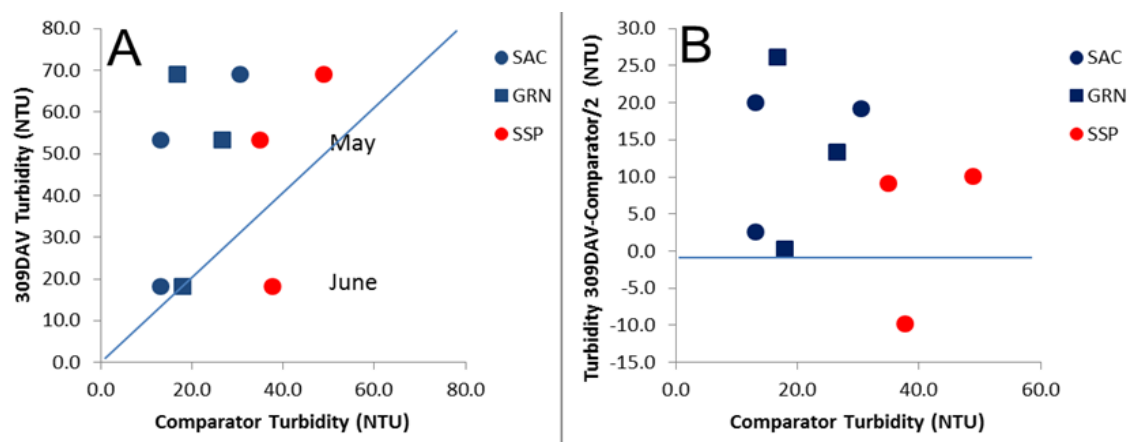 A
80.0
70.0
60.0
50.0
40.0
30.0
20.0
10.0
0.0
309DAV Turbidity (NTU)
0.0 20.0 40.0 60.0 80.0
Comparator Turbidity (NTU)
May
June
SAC
GRN
SSP
B
30.0
25.0
20.0
15.0
10.0
5.0
0.0
-5.0
-10.0
-15.0
Turbidity 309DAV-Comparator/2 (NTU)
0.0 20.0 40.0 60.0
Comparator Turbidity (NTU)
SAC
GRN
SSP